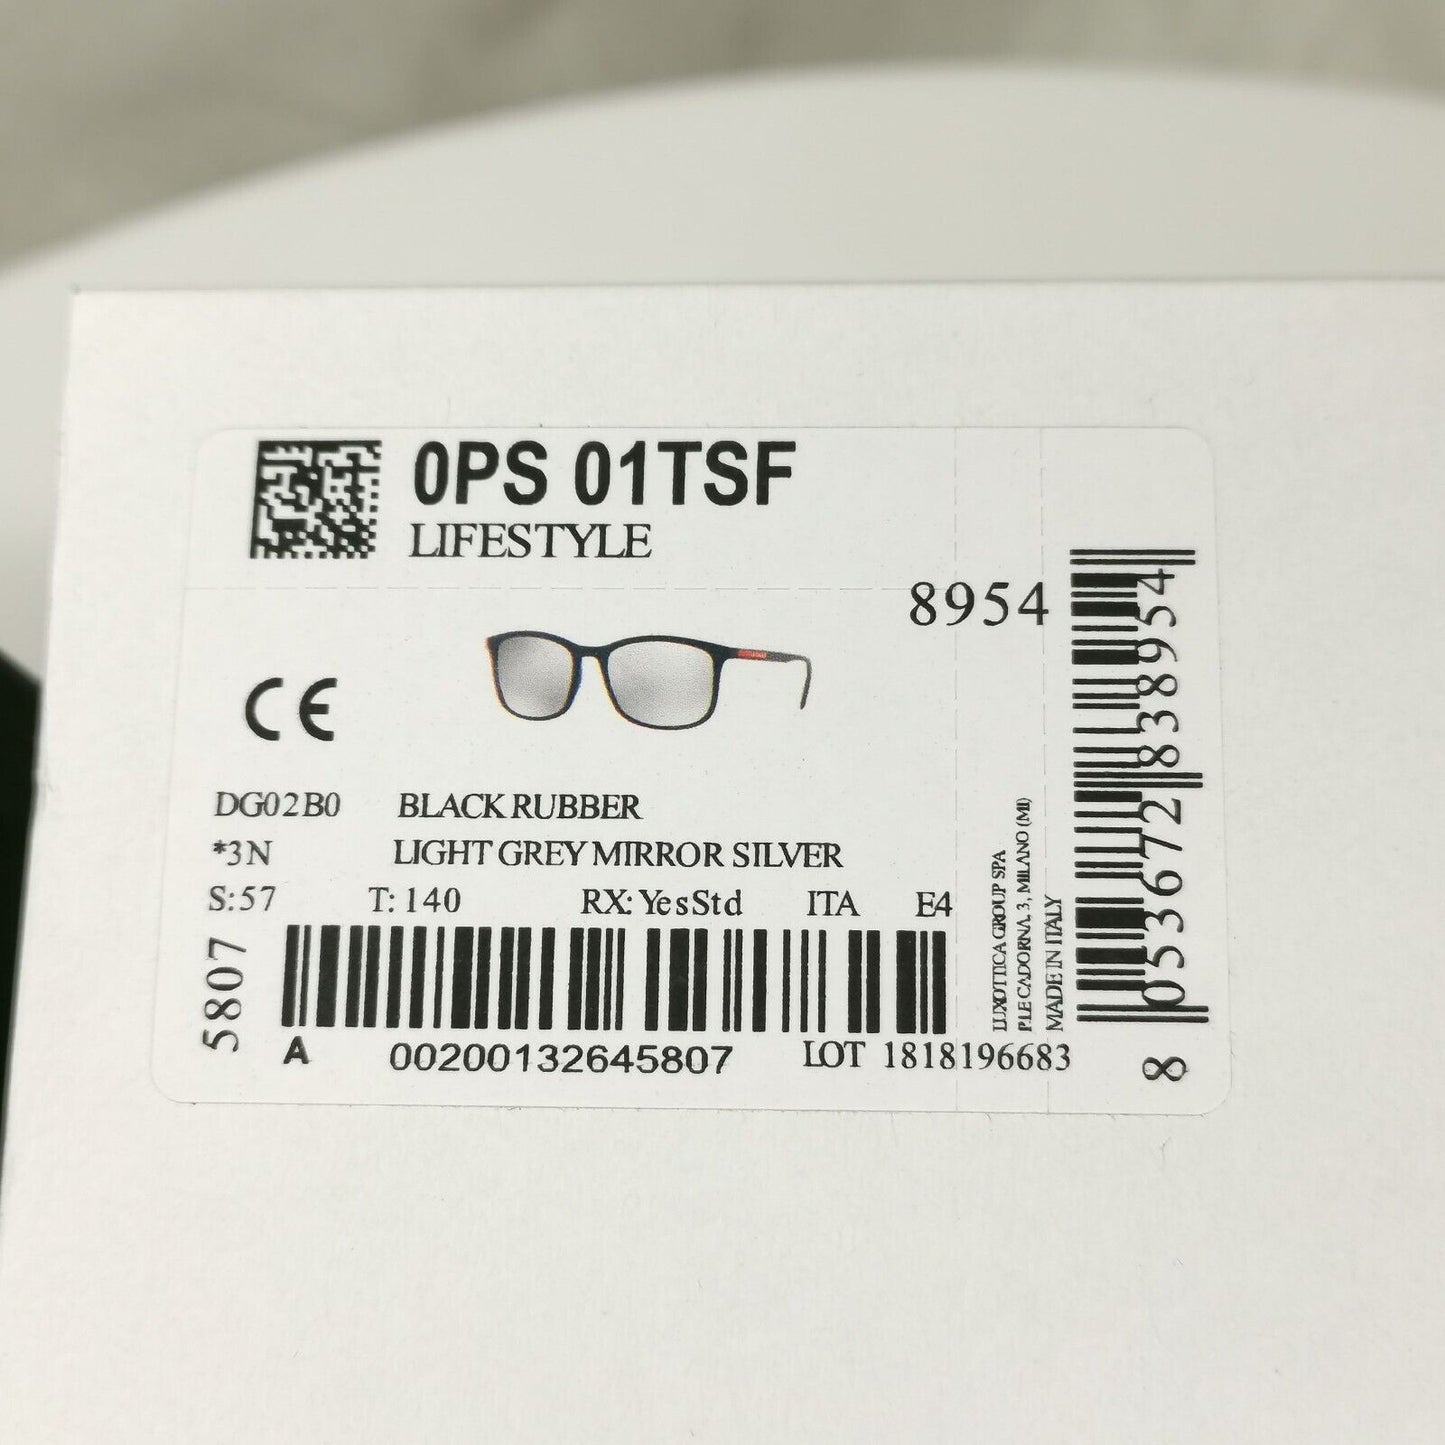 0PS 01TSF
LIFESTYLE
8954
CE
DG02B0 BLACK RUBBER
*3N LIGHT GREY MIRROR SILVER
S:57 T: 140 RX: YesStd ITA E4
5807
A 00200132645807 LOT 1818196683
LUXOTTICA GROUP SPA
P.LE CADORNA, 3, MILANO (MI)
MADE IN ITALY
8 053672 838954